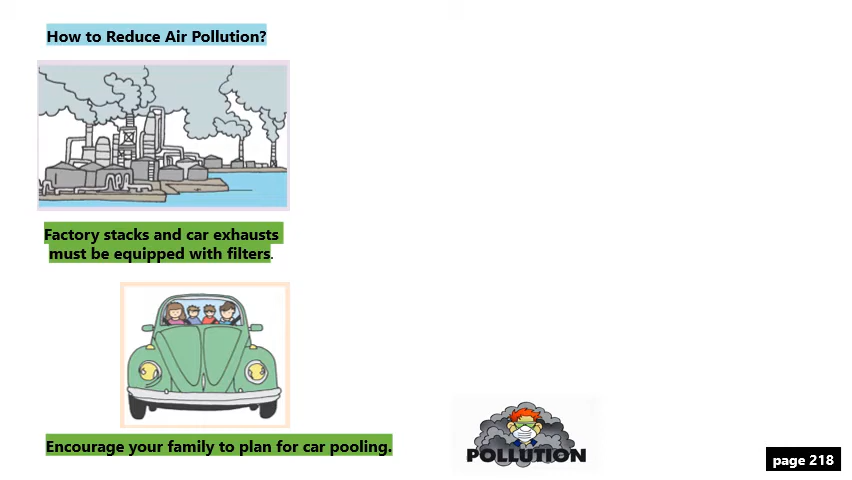 How to Reduce Air Pollution?
Factory stacks and car exhausts
must be equipped with filters.
Encourage your family to plan for car pooling.
POLLUTION
page 218